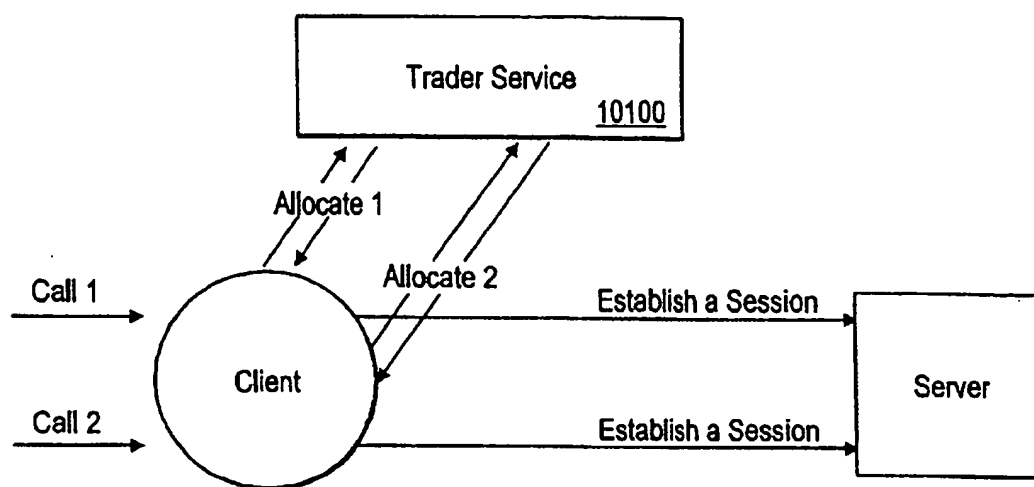 Trader Service
10100
Allocate 1
Allocate 2
Call 1
Establish a Session
Client
Server
Call 2
Establish a Session